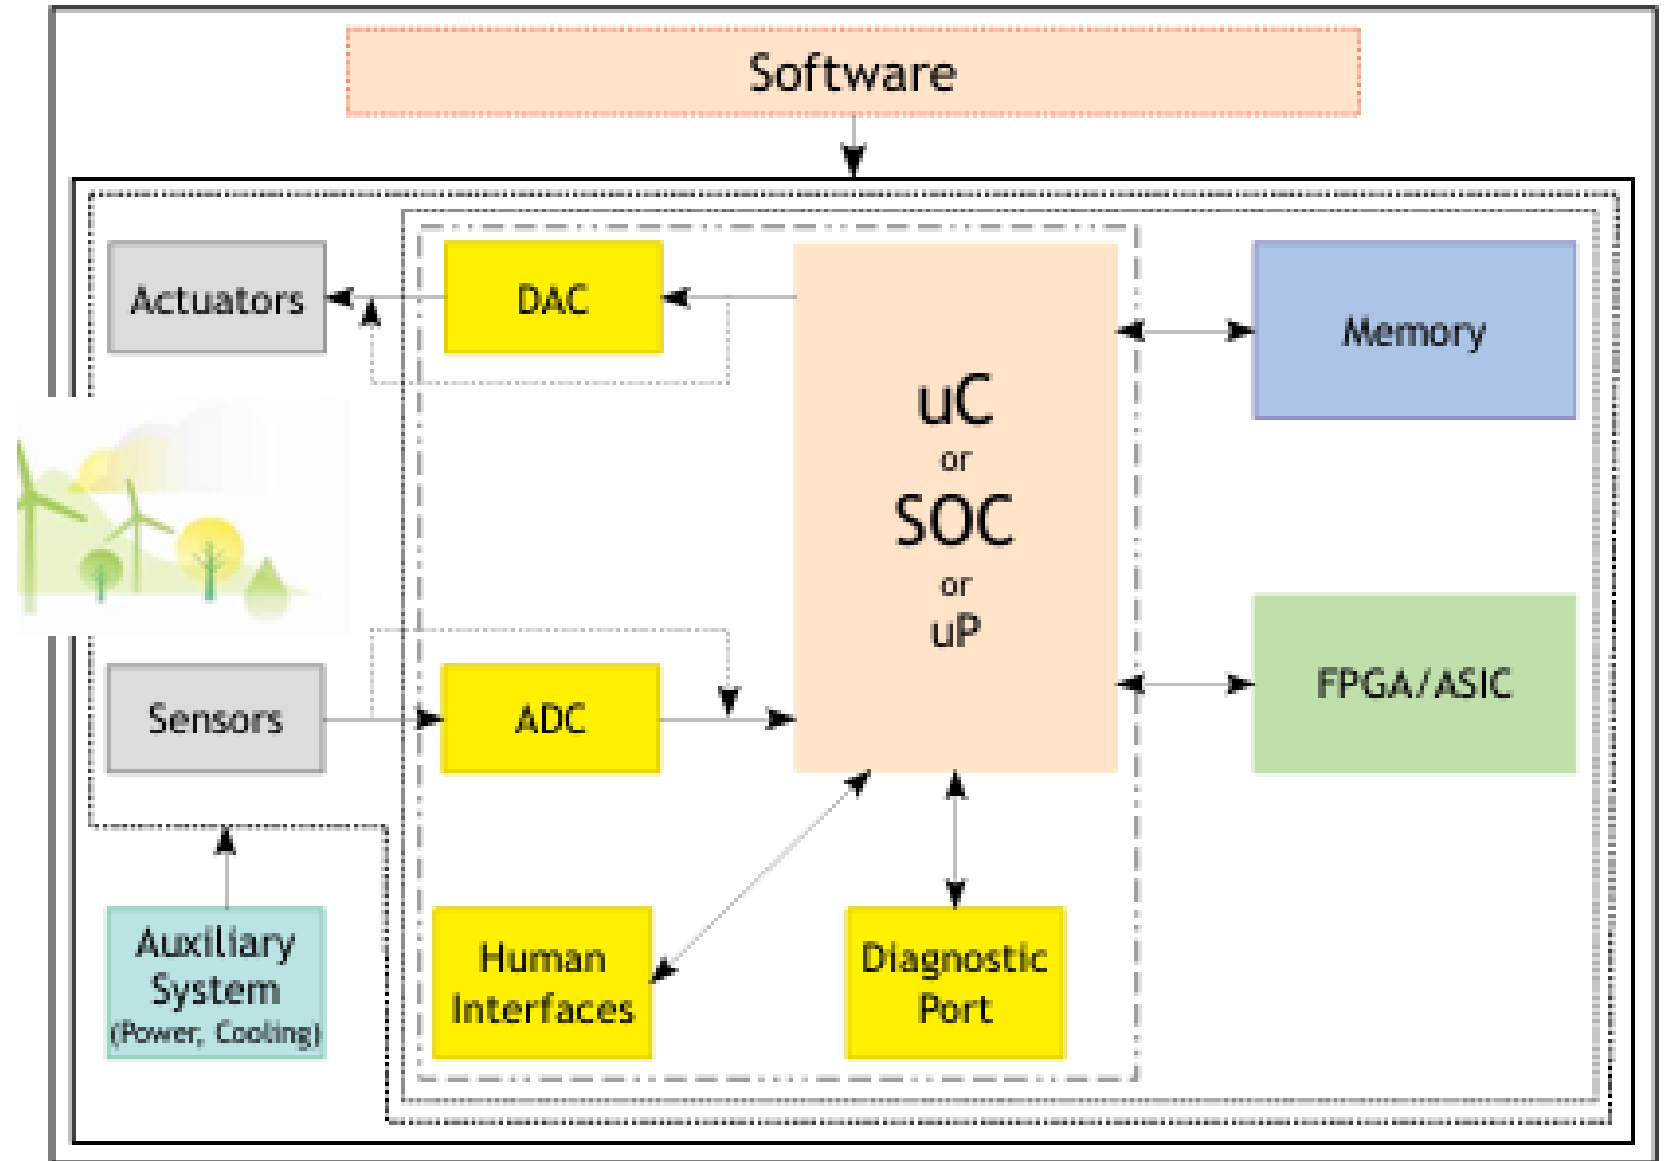 Software
Actuators
DAC
Memory
uC
or
SOC
or
uP
FPGA/ASIC
Sensors
ADC
Auxiliary
System
(Power, Cooling)
Human
Interfaces
Diagnostic
Port